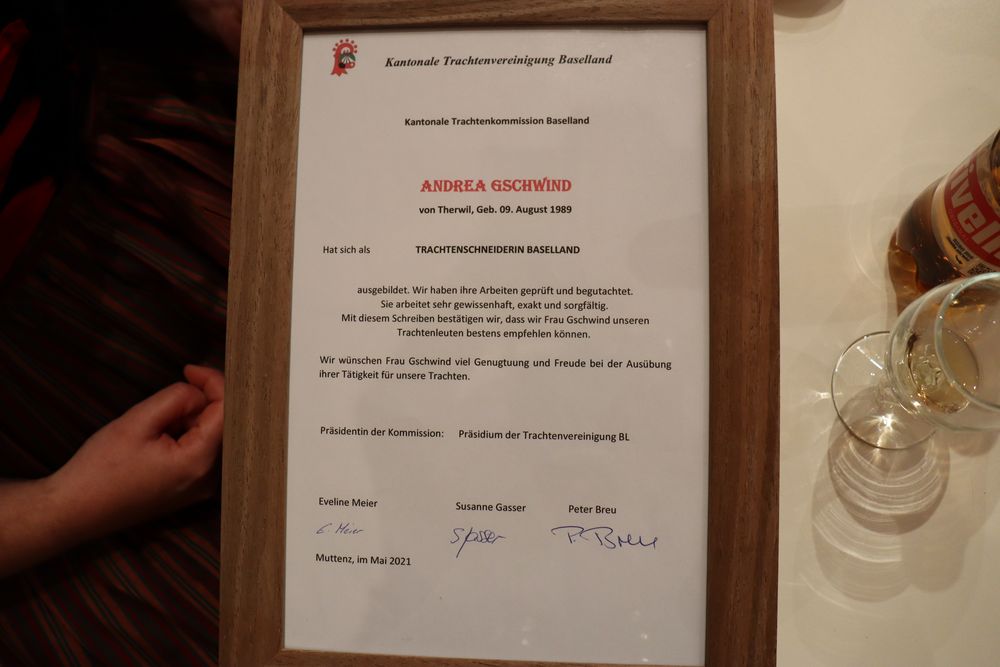 Kantonale Trachtenvereinigung Baselland
Kantonale Trachtenkommission Baselland
ANDREA GSCHWIND
von Therwil, Geb. 09. August 1989
Hat sich als TRACHTENSCHNEIDERIN BASELLAND
ausgebildet. Wir haben ihre Arbeiten geprüft und begutachtet.
Sie arbeitet sehr gewissenhaft, exakt und sorgfältig.
Mit diesem Schreiben bestätigen wir, dass wir Frau Gschwind unseren
Trachtenleuten bestens empfehlen können.
Wir wünschen Frau Gschwind viel Genugtuung und Freude bei der Ausübung
ihrer Tätigkeit für unsere Trachten.
Präsidentin der Kommission: Präsidium der Trachtenvereinigung BL
Eveline Meier Susanne Gasser Peter Breu
E. Meier SGasser P. Breu
Muttenz, im Mai 2021